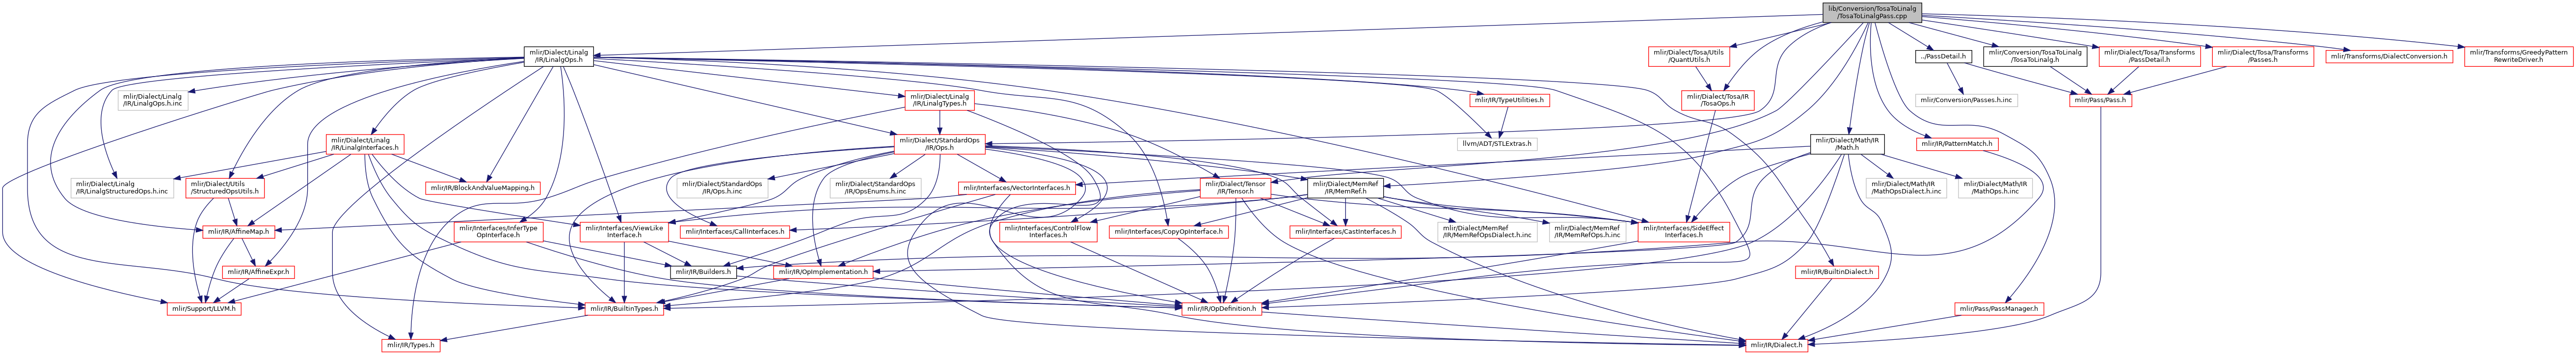 lib/Conversion/TosaToLinalg
/TosaToLinalgPass.cpp
mlir/Dialect/Linalg
/IR/LinalgOps.h
mlir/Dialect/Tosa/Utils
/QuantUtils.h
../PassDetail.h
mlir/Conversion/TosaToLinalg
/TosaToLinalg.h
mlir/Dialect/Tosa/Transforms
/PassDetail.h
mlir/Dialect/Tosa/Transforms
/Passes.h
mlir/Transforms/DialectConversion.h
mlir/Transforms/GreedyPattern
RewriteDriver.h
mlir/Dialect/Linalg
/IR/LinalgOps.h.inc
mlir/Dialect/Linalg
/IR/LinalgTypes.h
mlir/IR/TypeUtilities.h
mlir/Dialect/Tosa/IR
/TosaOps.h
mlir/Conversion/Passes.h.inc
mlir/Pass/Pass.h
mlir/Dialect/Linalg
/IR/LinalgInterfaces.h
mlir/Dialect/StandardOps
/IR/Ops.h
llvm/ADT/STLExtras.h
mlir/Dialect/Math/IR
/Math.h
mlir/IR/PatternMatch.h
mlir/Dialect/Linalg
/IR/LinalgStructuredOps.h.inc
mlir/Dialect/Utils
/StructuredOpsUtils.h
mlir/IR/BlockAndValueMapping.h
mlir/Dialect/StandardOps
/IR/Ops.h.inc
mlir/Dialect/StandardOps
/IR/OpsEnums.h.inc
mlir/Interfaces/VectorInterfaces.h
mlir/Dialect/Tensor
/IR/Tensor.h
mlir/Dialect/MemRef
/IR/MemRef.h
mlir/Dialect/Math/IR
/MathOpsDialect.h.inc
mlir/Dialect/Math/IR
/MathOps.h.inc
mlir/IR/AffineMap.h
mlir/Interfaces/InferType
OpInterface.h
mlir/Interfaces/ViewLike
Interface.h
mlir/Interfaces/CallInterfaces.h
mlir/Interfaces/ControlFlow
Interfaces.h
mlir/Interfaces/CopyOpInterface.h
mlir/Interfaces/CastInterfaces.h
mlir/Dialect/MemRef
/IR/MemRefOpsDialect.h.inc
mlir/Dialect/MemRef
/IR/MemRefOps.h.inc
mlir/Interfaces/SideEffect
Interfaces.h
mlir/IR/AffineExpr.h
mlir/IR/Builders.h
mlir/IR/OpImplementation.h
mlir/IR/BuiltinDialect.h
mlir/Support/LLVM.h
mlir/IR/BuiltinTypes.h
mlir/IR/OpDefinition.h
mlir/Pass/PassManager.h
mlir/IR/Types.h
mlir/IR/Dialect.h